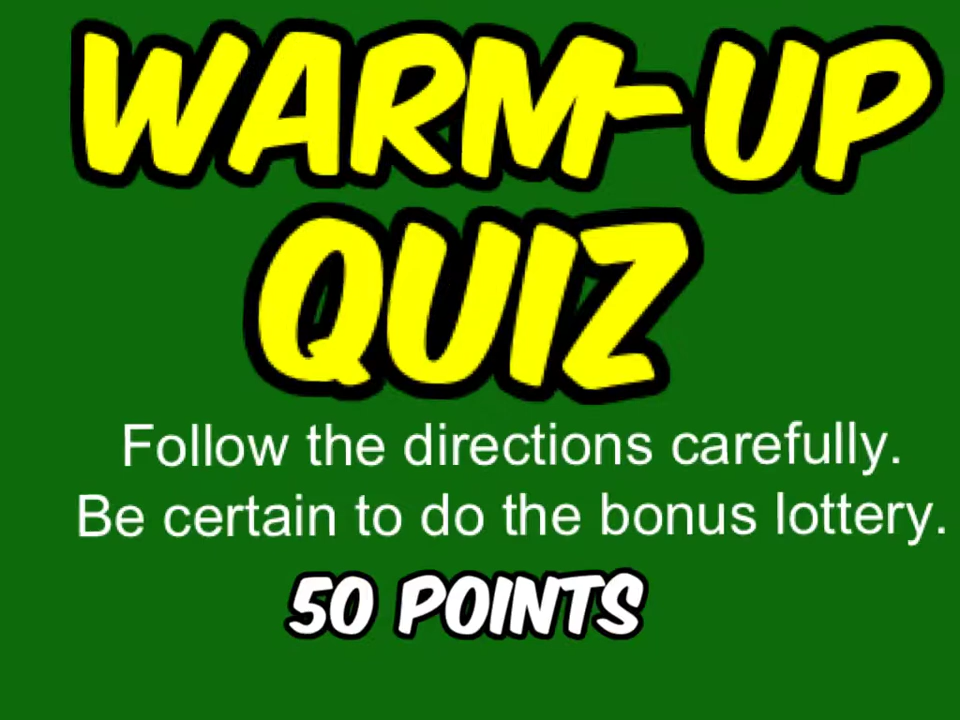 WARM-UP
QUIZ
Follow the directions carefully.
Be certain to do the bonus lottery.
50 POINTS